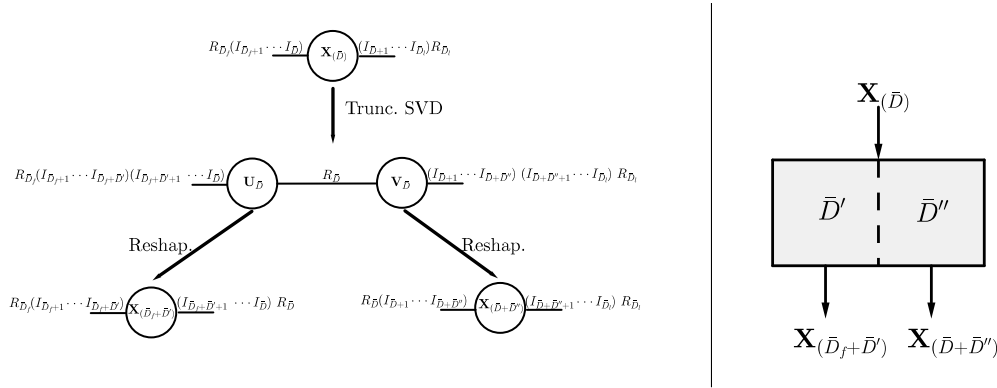 R_{D̄_f}(I_{D̄_f+1} ··· I_{D̄}) X_{(D̄)} (I_{D̄+1} ··· I_{D̄_l})R_{D̄_l}
Trunc. SVD
R_{D̄_f}(I_{D̄_f+1} ··· I_{D̄_f+D̄′})(I_{D̄_f+D̄′+1} ··· I_{D̄}) U_{D̄} R_{D̄} V_{D̄} (I_{D̄+1} ··· I_{D̄+D̄″}) (I_{D̄+D̄″+1} ··· I_{D̄_l}) R_{D̄_l}
Reshap. Reshap.
R_{D̄_f}(I_{D̄_f+1} ··· I_{D̄_f+D̄′}) X_{(D̄_f+D̄′)} (I_{D̄_f+D̄′+1} ··· I_{D̄}) R_{D̄}
R_{D̄}(I_{D̄+1} ··· I_{D̄+D̄″}) X_{(D̄+D̄″)} (I_{D̄+D̄″+1} ··· I_{D̄_l}) R_{D̄_l}
X_{(D̄)}
D̄′ D̄″
X_{(D̄_f+D̄′)} X_{(D̄+D̄″)}